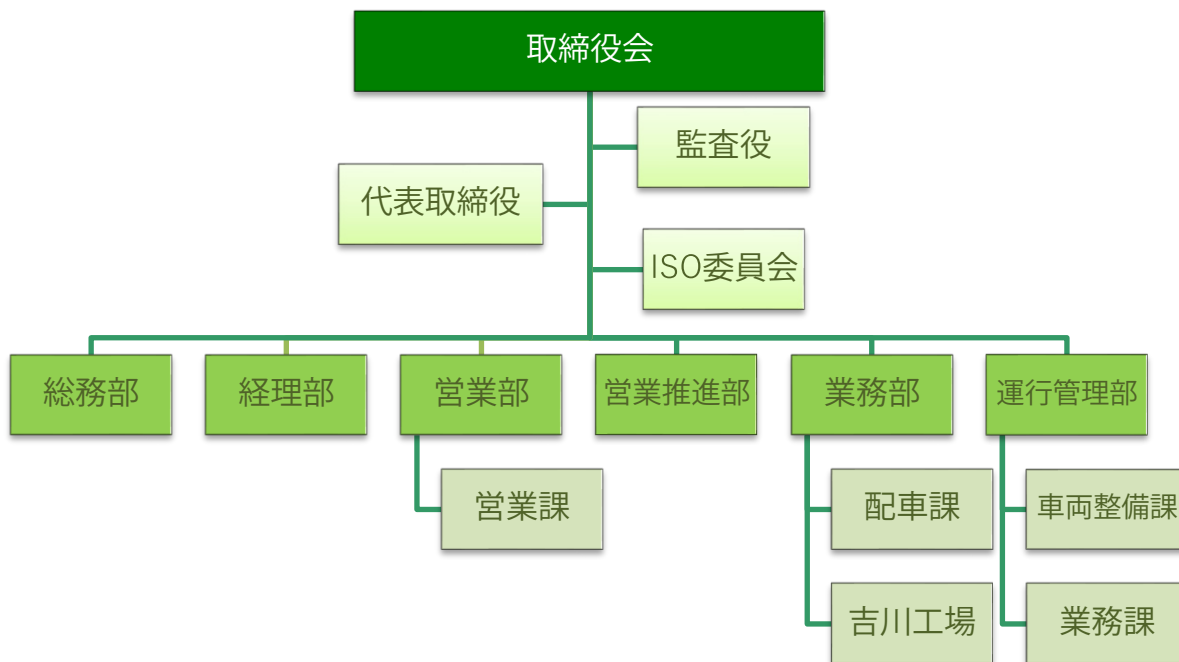 取締役会
監査役
代表取締役
ISO委員会
総務部
経理部
営業部
営業推進部
業務部
運行管理部
営業課
配車課
車両整備課
吉川工場
業務課